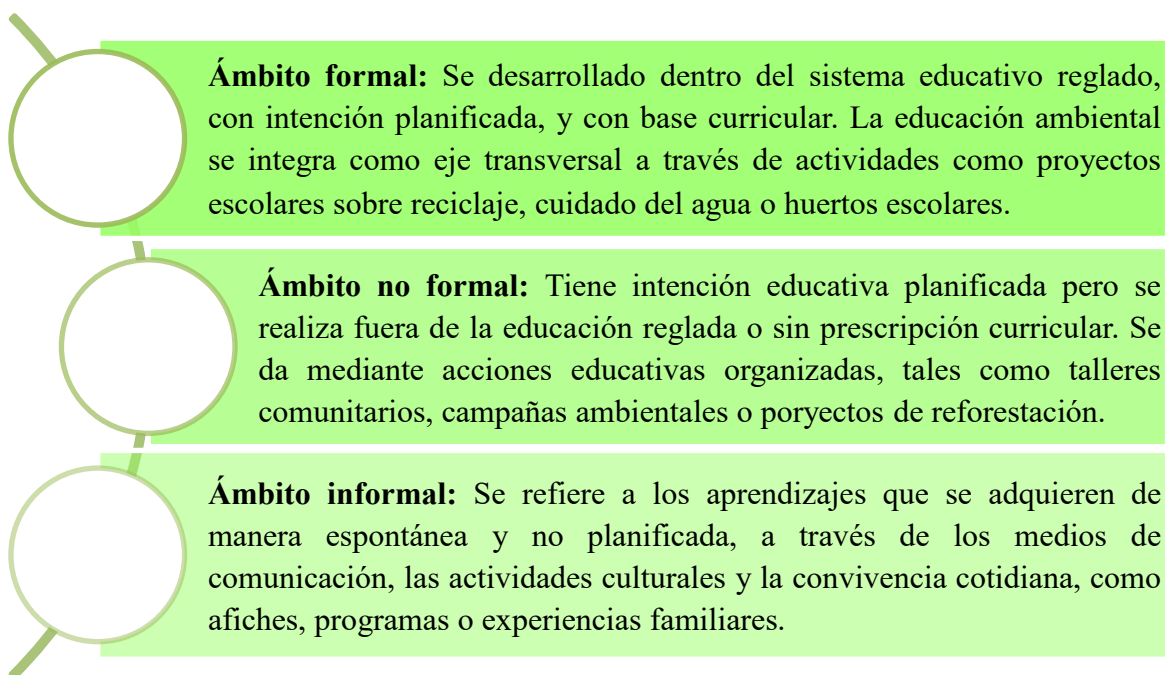 Ámbito formal: Se desarrollado dentro del sistema educativo reglado,
con intención planificada, y con base curricular. La educación ambiental
se integra como eje transversal a través de actividades como proyectos
escolares sobre reciclaje, cuidado del agua o huertos escolares.
Ámbito no formal: Tiene intención educativa planificada pero se
realiza fuera de la educación reglada o sin prescripción curricular. Se
da mediante acciones educativas organizadas, tales como talleres
comunitarios, campañas ambientales o poryectos de reforestación.
Ámbito informal: Se refiere a los aprendizajes que se adquieren de
manera espontánea y no planificada, a través de los medios de
comunicación, las actividades culturales y la convivencia cotidiana, como
afiches, programas o experiencias familiares.